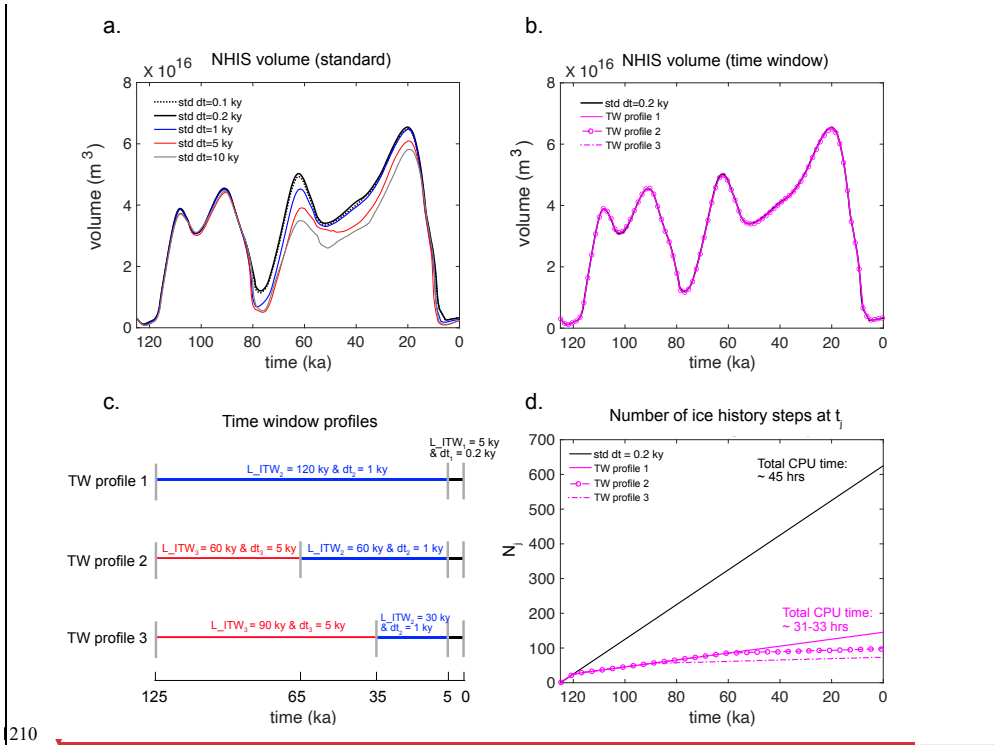 a.
NHIS volume (standard)
X 10^16
std dt=0.1 ky
std dt=0.2 ky
std dt=1 ky
std dt=5 ky
std dt=10 ky
volume (m^3)
8
6
4
2
0
120 100 80 60 40 20 0
time (ka)
b.
NHIS volume (time window)
X 10^16
std dt=0.2 ky
TW profile 1
TW profile 2
TW profile 3
volume (m^3)
8
6
4
2
0
120 100 80 60 40 20 0
time (ka)
c.
Time window profiles
L_ITW_1 = 5 ky
& dt_1 = 0.2 ky
TW profile 1
L_ITW_2 = 120 ky & dt_2 = 1 ky
TW profile 2
L_ITW_3 = 60 ky & dt_3 = 5 ky
L_ITW_2 = 60 ky & dt_2 = 1 ky
TW profile 3
L_ITW_3 = 90 ky & dt_3 = 5 ky
L_ITW_2 = 30 ky
& dt_2 = 1 ky
125 65 35 5 0
time (ka)
d.
Number of ice history steps at t_j
std dt = 0.2 ky
TW profile 1
TW profile 2
TW profile 3
Total CPU time:
~ 45 hrs
Total CPU time:
~ 31-33 hrs
N_j
700
600
500
400
300
200
100
0
120 100 80 60 40 20 0
time (ka)
210